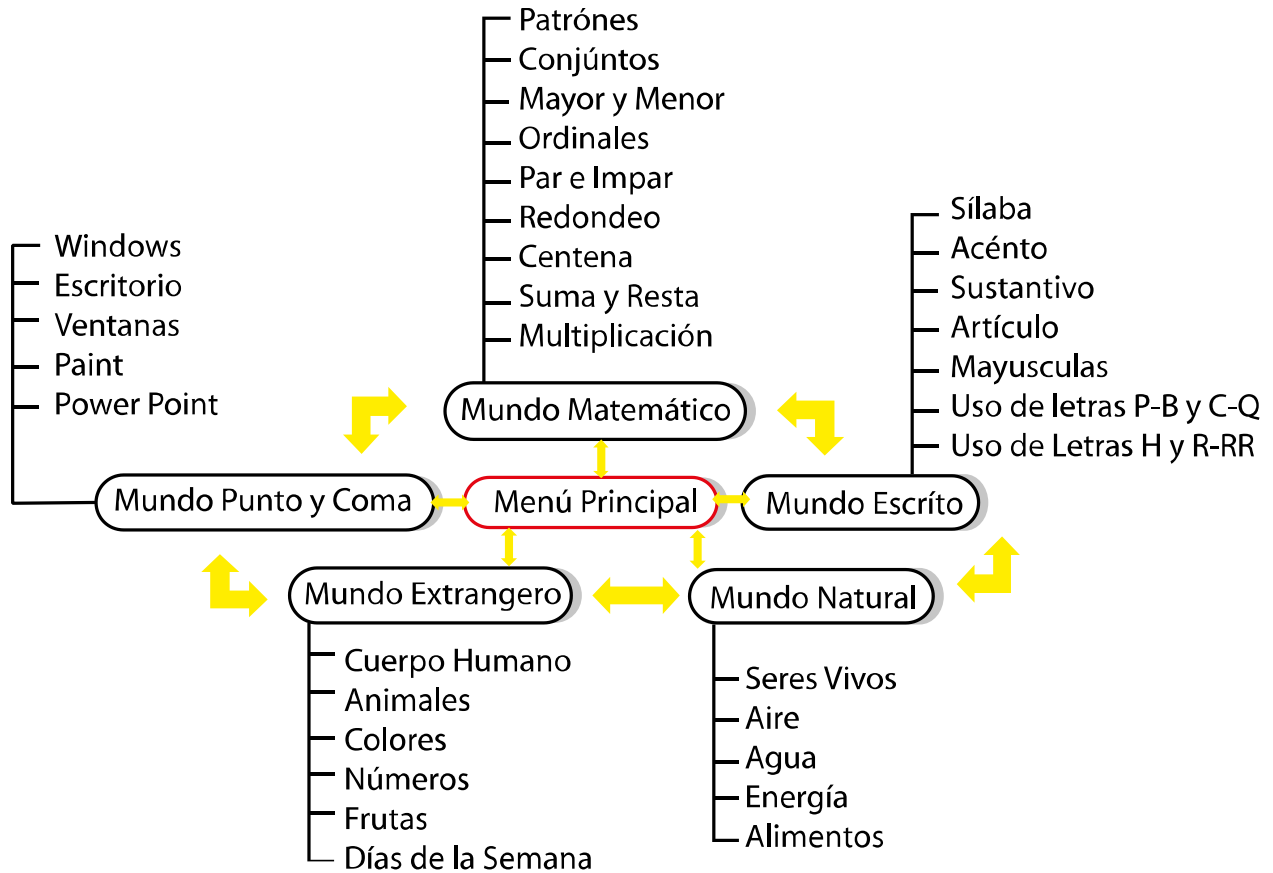 Patrónes
Conjúntos
Mayor y Menor
Ordinales
Par e Impar
Redondeo
Centena
Suma y Resta
Multiplicación
Mundo Matemático
Windows
Escritorio
Ventanas
Paint
Power Point
Mundo Punto y Coma
Menú Principal
Sílaba
Acénto
Sustantivo
Artículo
Mayusculas
Uso de letras P-B y C-Q
Uso de Letras H y R-RR
Mundo Escríto
Mundo Extrangero
Cuerpo Humano
Animales
Colores
Números
Frutas
Días de la Semana
Mundo Natural
Seres Vivos
Aire
Agua
Energía
Alimentos